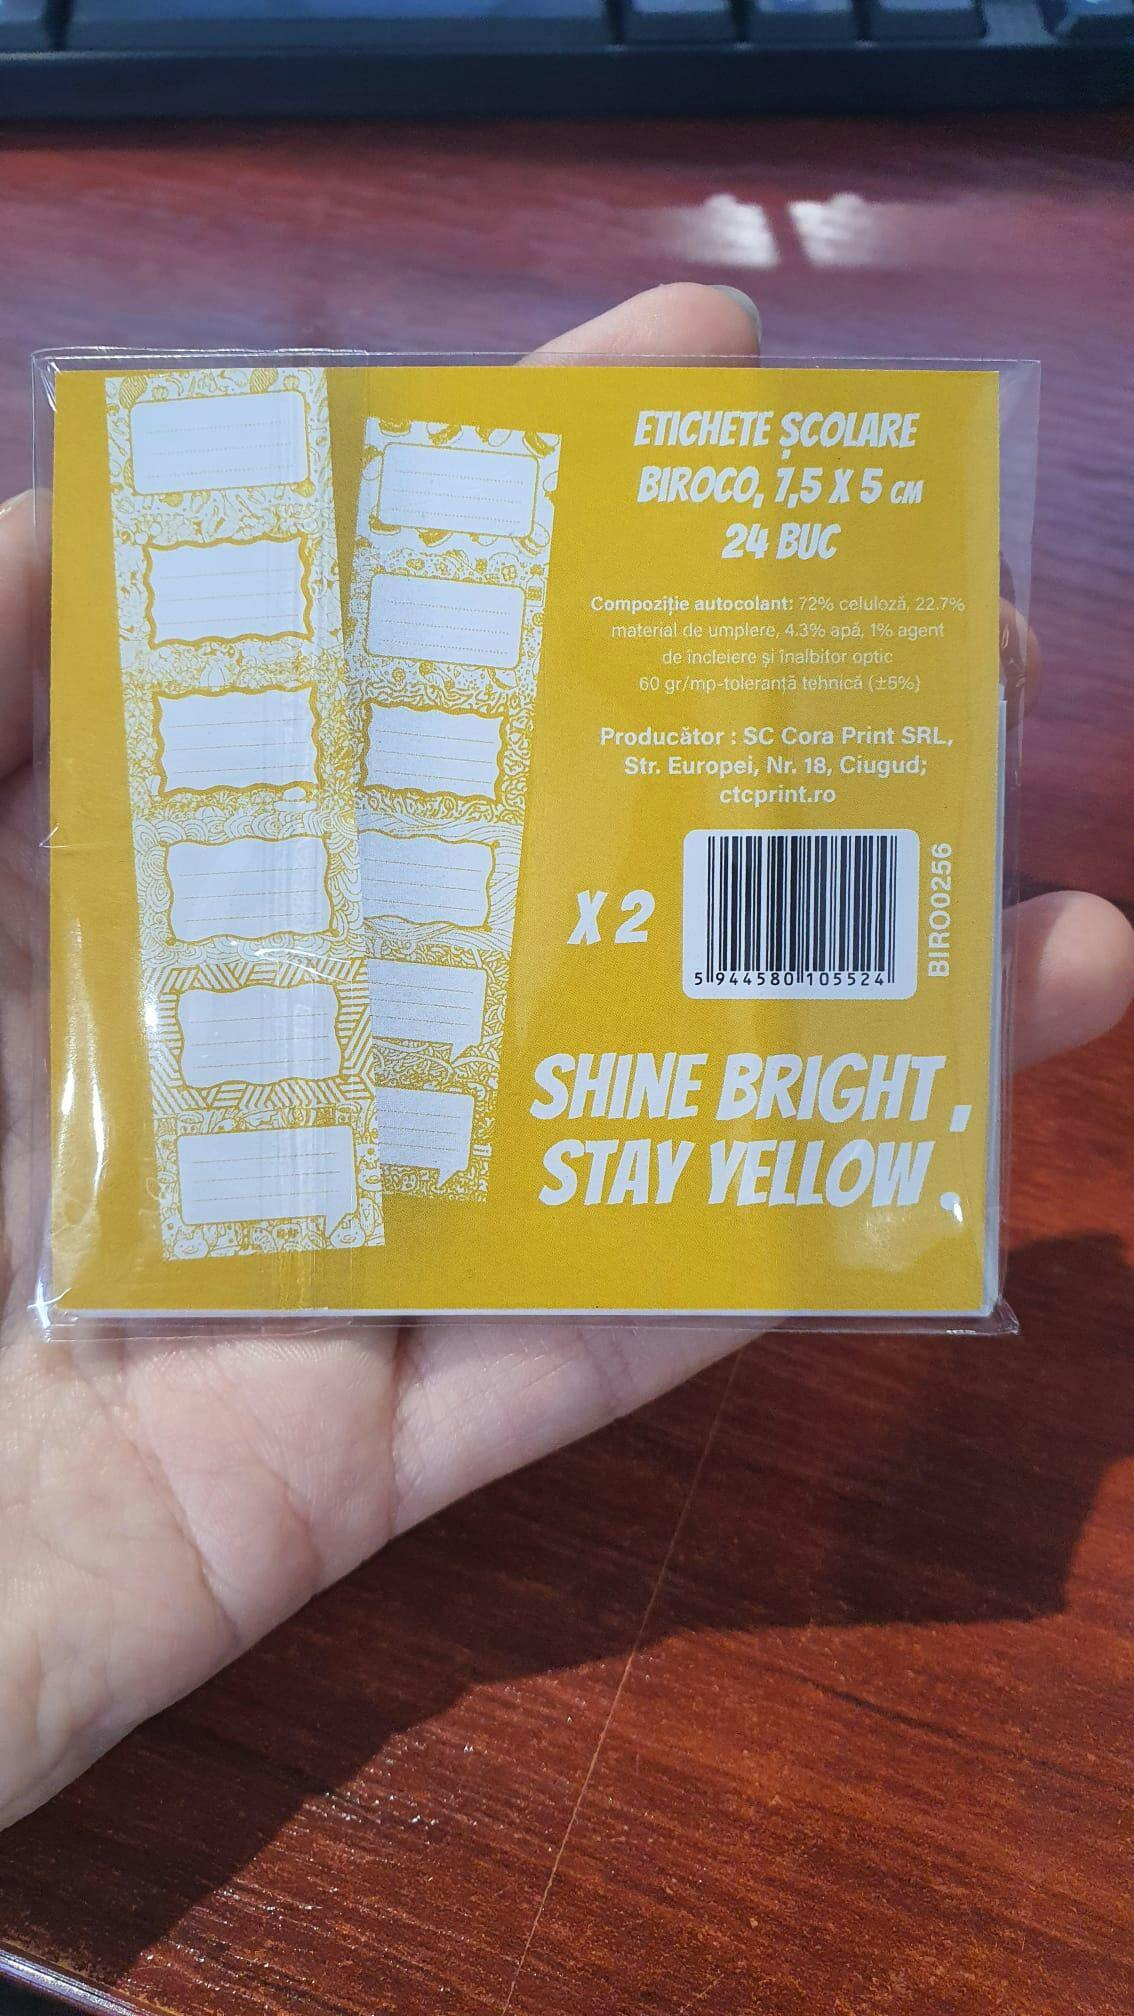 ETICHETE ȘCOLARE
BIROCO, 7,5 X 5 CM
24 BUC
Compoziție autocolant: 72% celuloză, 22.7%
material de umplere, 4.3% apă, 1% agent
de încleiere și înalbitor optic
60 gr/mp-toleranță tehnică (±5%)
Producător : SC Cora Print SRL,
Str. Europei, Nr. 18, Ciugud;
ctcprint.ro
X 2
5 944580 105524
BIRO0256
SHINE BRIGHT,
STAY YELLOW.